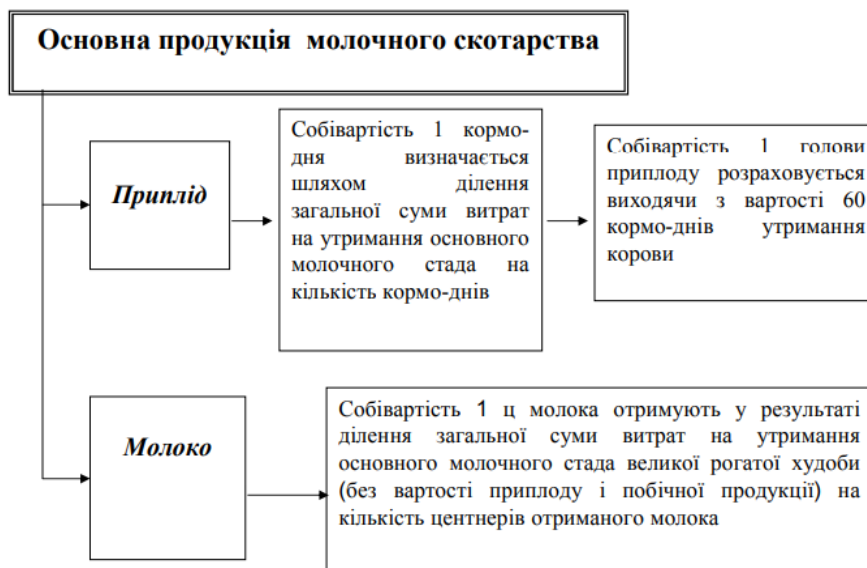 Основна продукція молочного скотарства
Приплід
Собівартість 1 кормо-
дня визначається
шляхом ділення
загальної суми витрат
на утримання основного
молочного стада на
кількість кормо-днів
Собівартість 1 голови
приплоду розраховується
виходячи з вартості 60
кормо-днів утримання
корови
Молоко
Собівартість 1 ц молока отримують у результаті
ділення загальної суми витрат на утримання
основного молочного стада великої рогатої худоби
(без вартості приплоду і побічної продукції) на
кількість центнерів отриманого молока